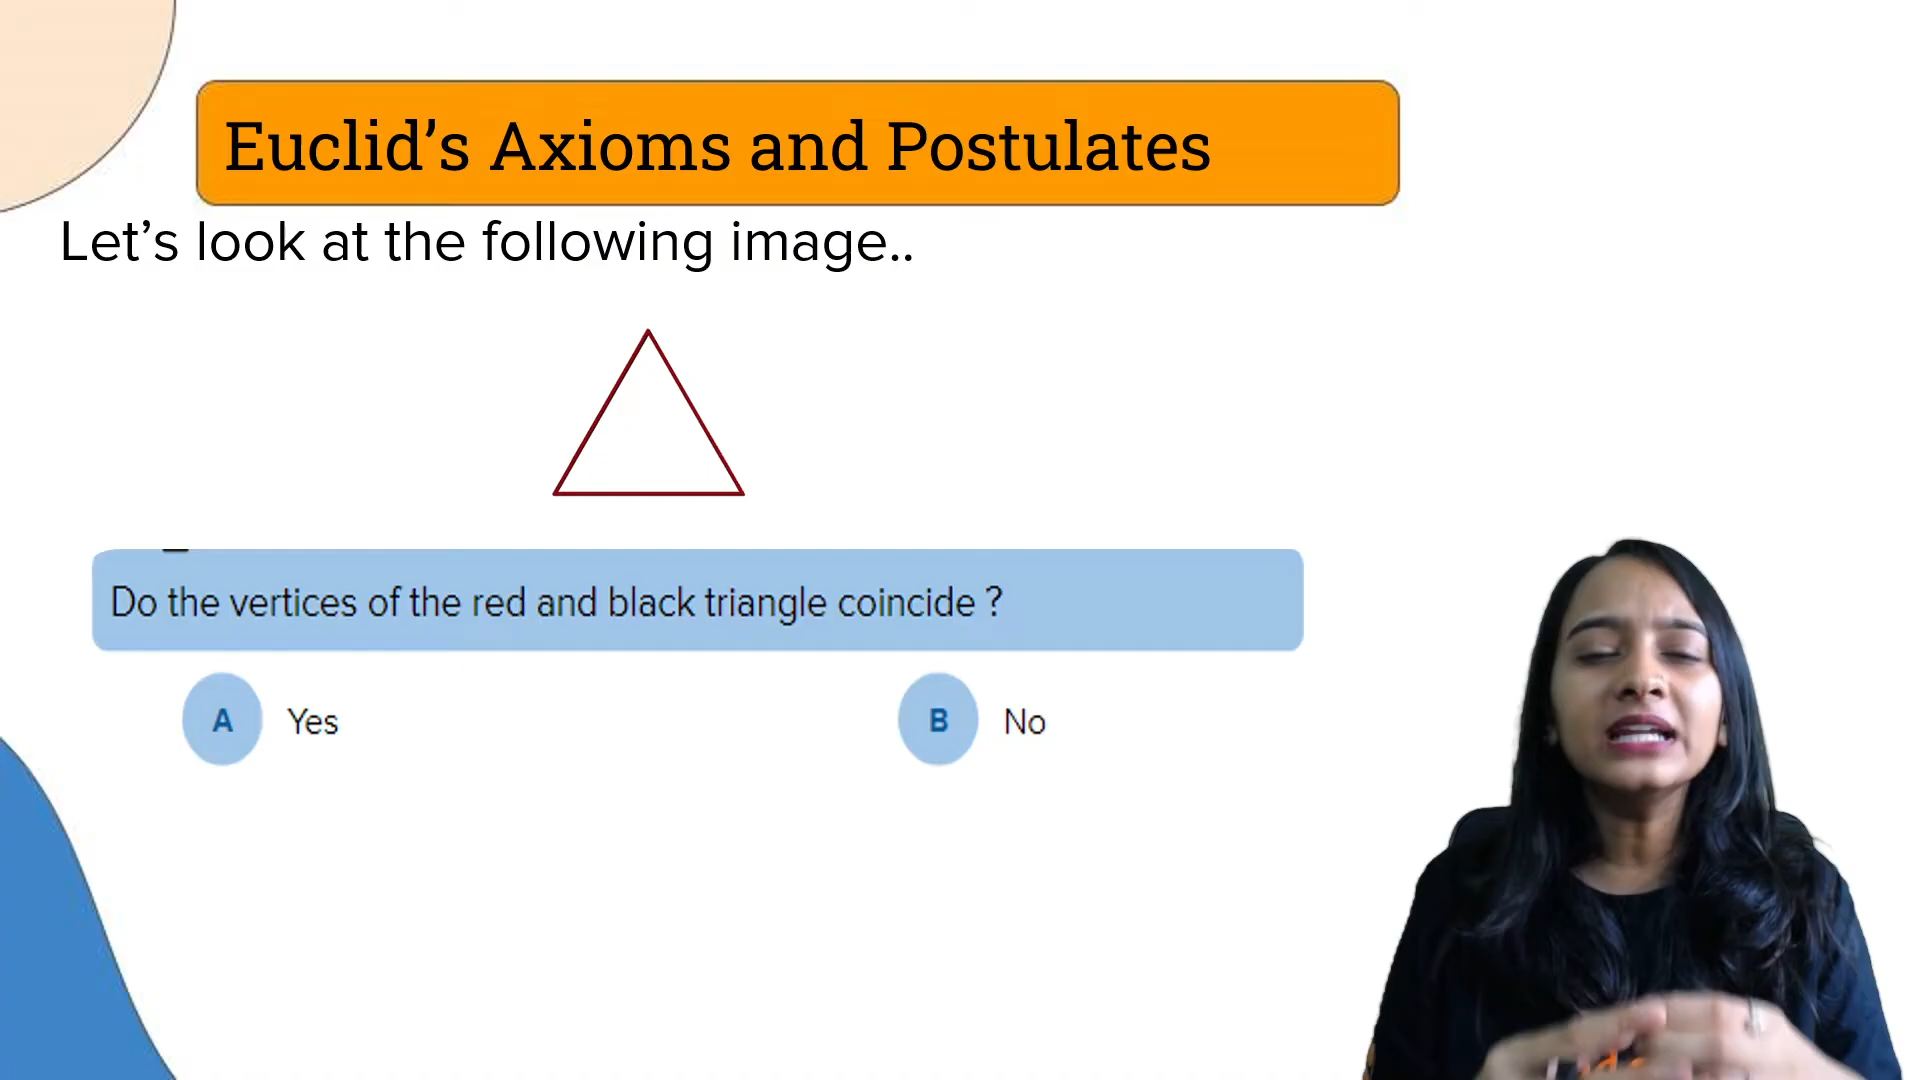 Euclid’s Axioms and Postulates
Let’s look at the following image..
Do the vertices of the red and black triangle coincide ?
A Yes
B No